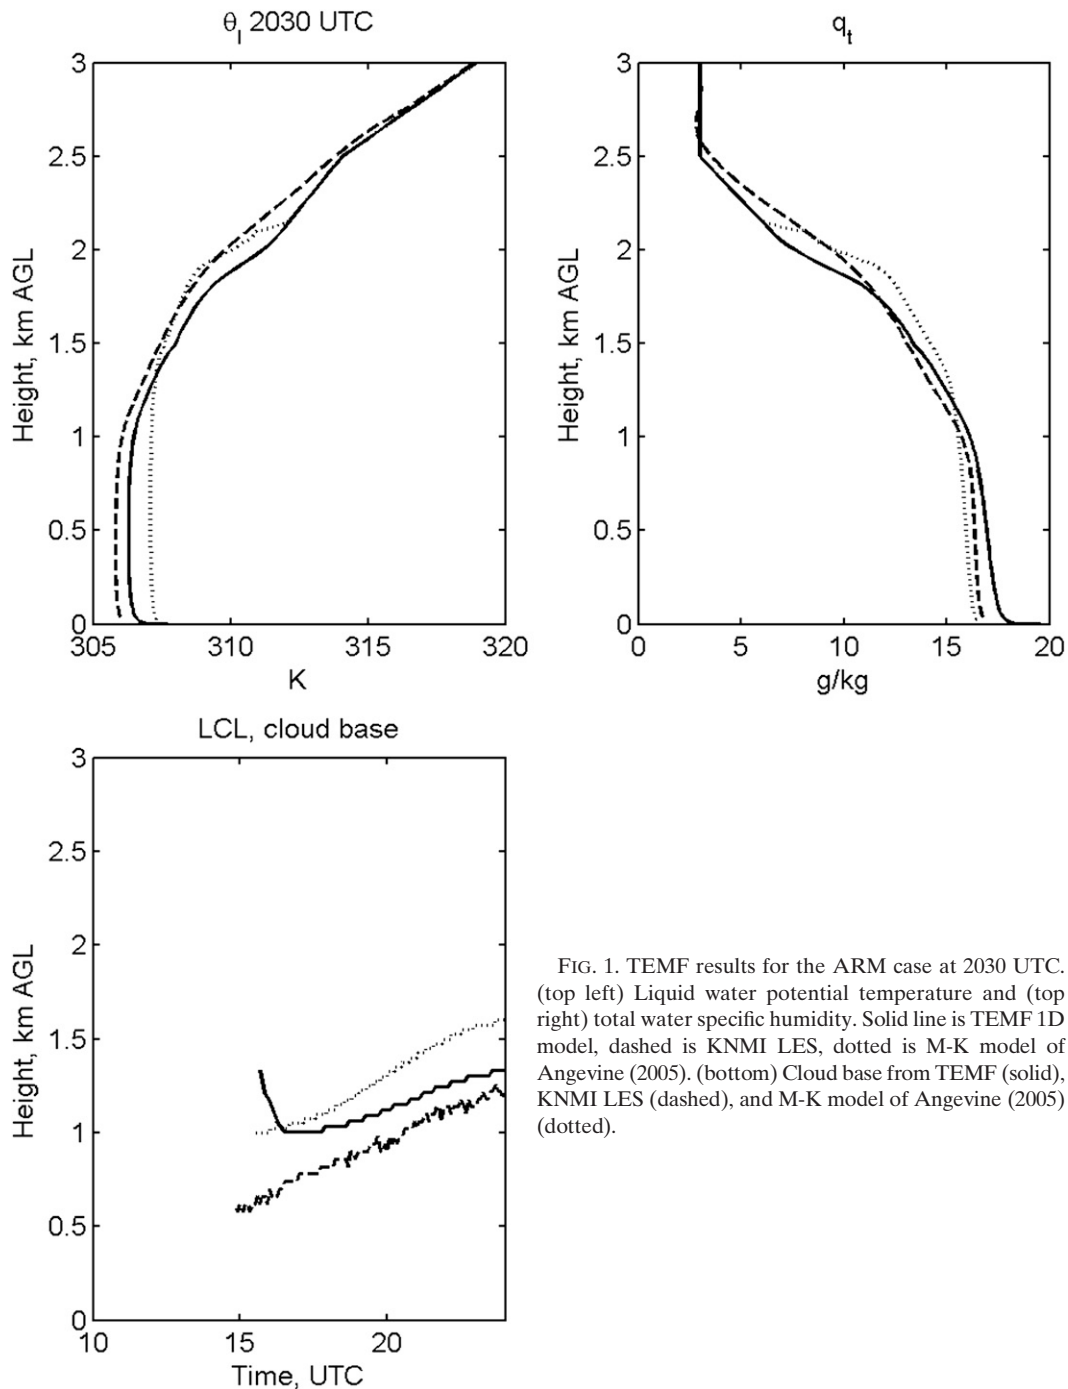 θl 2030 UTC
3
2.5
2
1.5
1
0.5
0
Height, km AGL
305
310
315
320
K
qt
3
2.5
2
1.5
1
0.5
0
Height, km AGL
0
5
10
15
20
g/kg
LCL, cloud base
3
2.5
2
1.5
1
0.5
0
Height, km AGL
10
15
20
Time, UTC
FIG. 1. TEMF results for the ARM case at 2030 UTC.
(top left) Liquid water potential temperature and (top
right) total water specific humidity. Solid line is TEMF 1D
model, dashed is KNMI LES, dotted is M-K model of
Angevine (2005). (bottom) Cloud base from TEMF (solid),
KNMI LES (dashed), and M-K model of Angevine (2005)
(dotted).